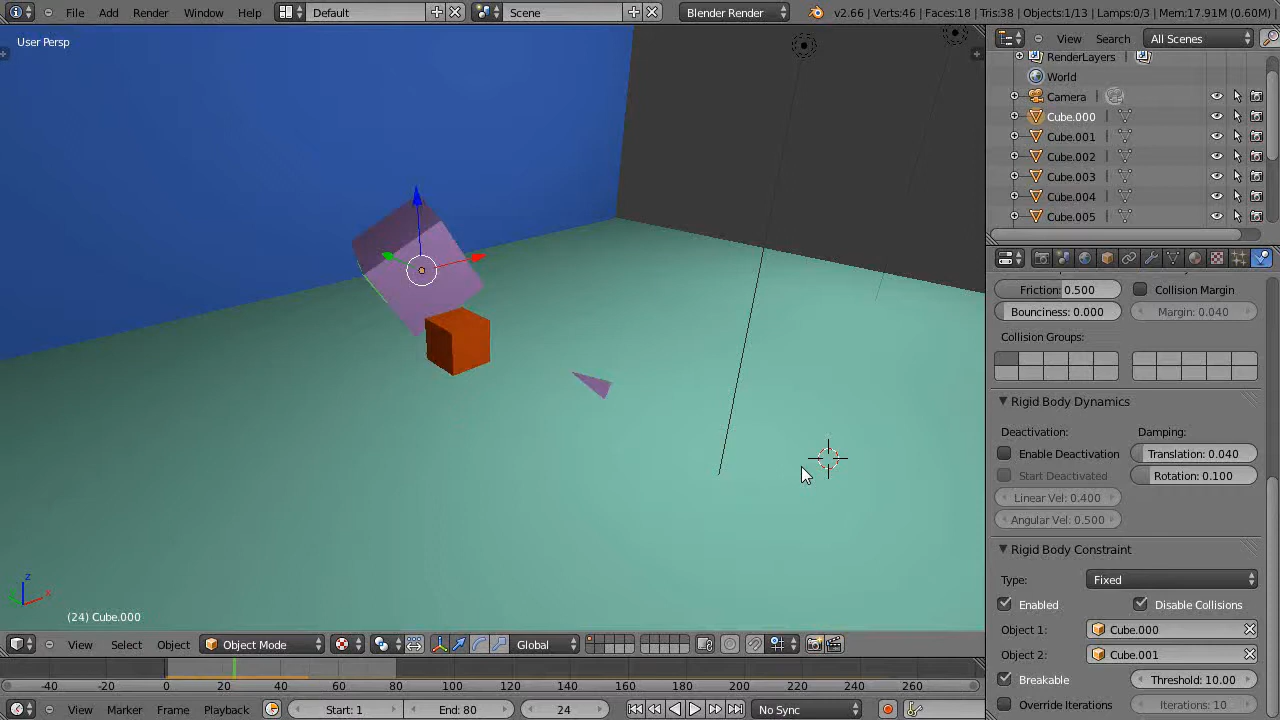 File Add Render Window Help Default Scene Blender Render v2.66 | Verts:46 | Faces:18 | Tris:38 | Objects:1/13 | Lamps:0/3 | Mem:17.91M (0.60M)
User Persp
View Search All Scenes
RenderLayers |
World
Camera |
Cube.000 |
Cube.001 |
Cube.002 |
Cube.003 |
Cube.004 |
Cube.005 |
Friction: 0.500 Collision Margin
Bounciness: 0.000 Margin: 0.040
Collision Groups:
Rigid Body Dynamics
Deactivation: Damping:
Enable Deactivation Translation: 0.040
Start Deactivated Rotation: 0.100
Linear Vel: 0.400
Angular Vel: 0.500
Rigid Body Constraint
Type: Fixed
Enabled Disable Collisions
Object 1: Cube.000
Object 2: Cube.001
Breakable Threshold: 10.00
Override Iterations Iterations: 10
z
x
(24) Cube.000
View Select Object Object Mode Global
-40 -20 0 20 40 60 80 100 120 140 160 180 200 220 240 260
View Marker Frame Playback Start: 1 End: 80 24 No Sync